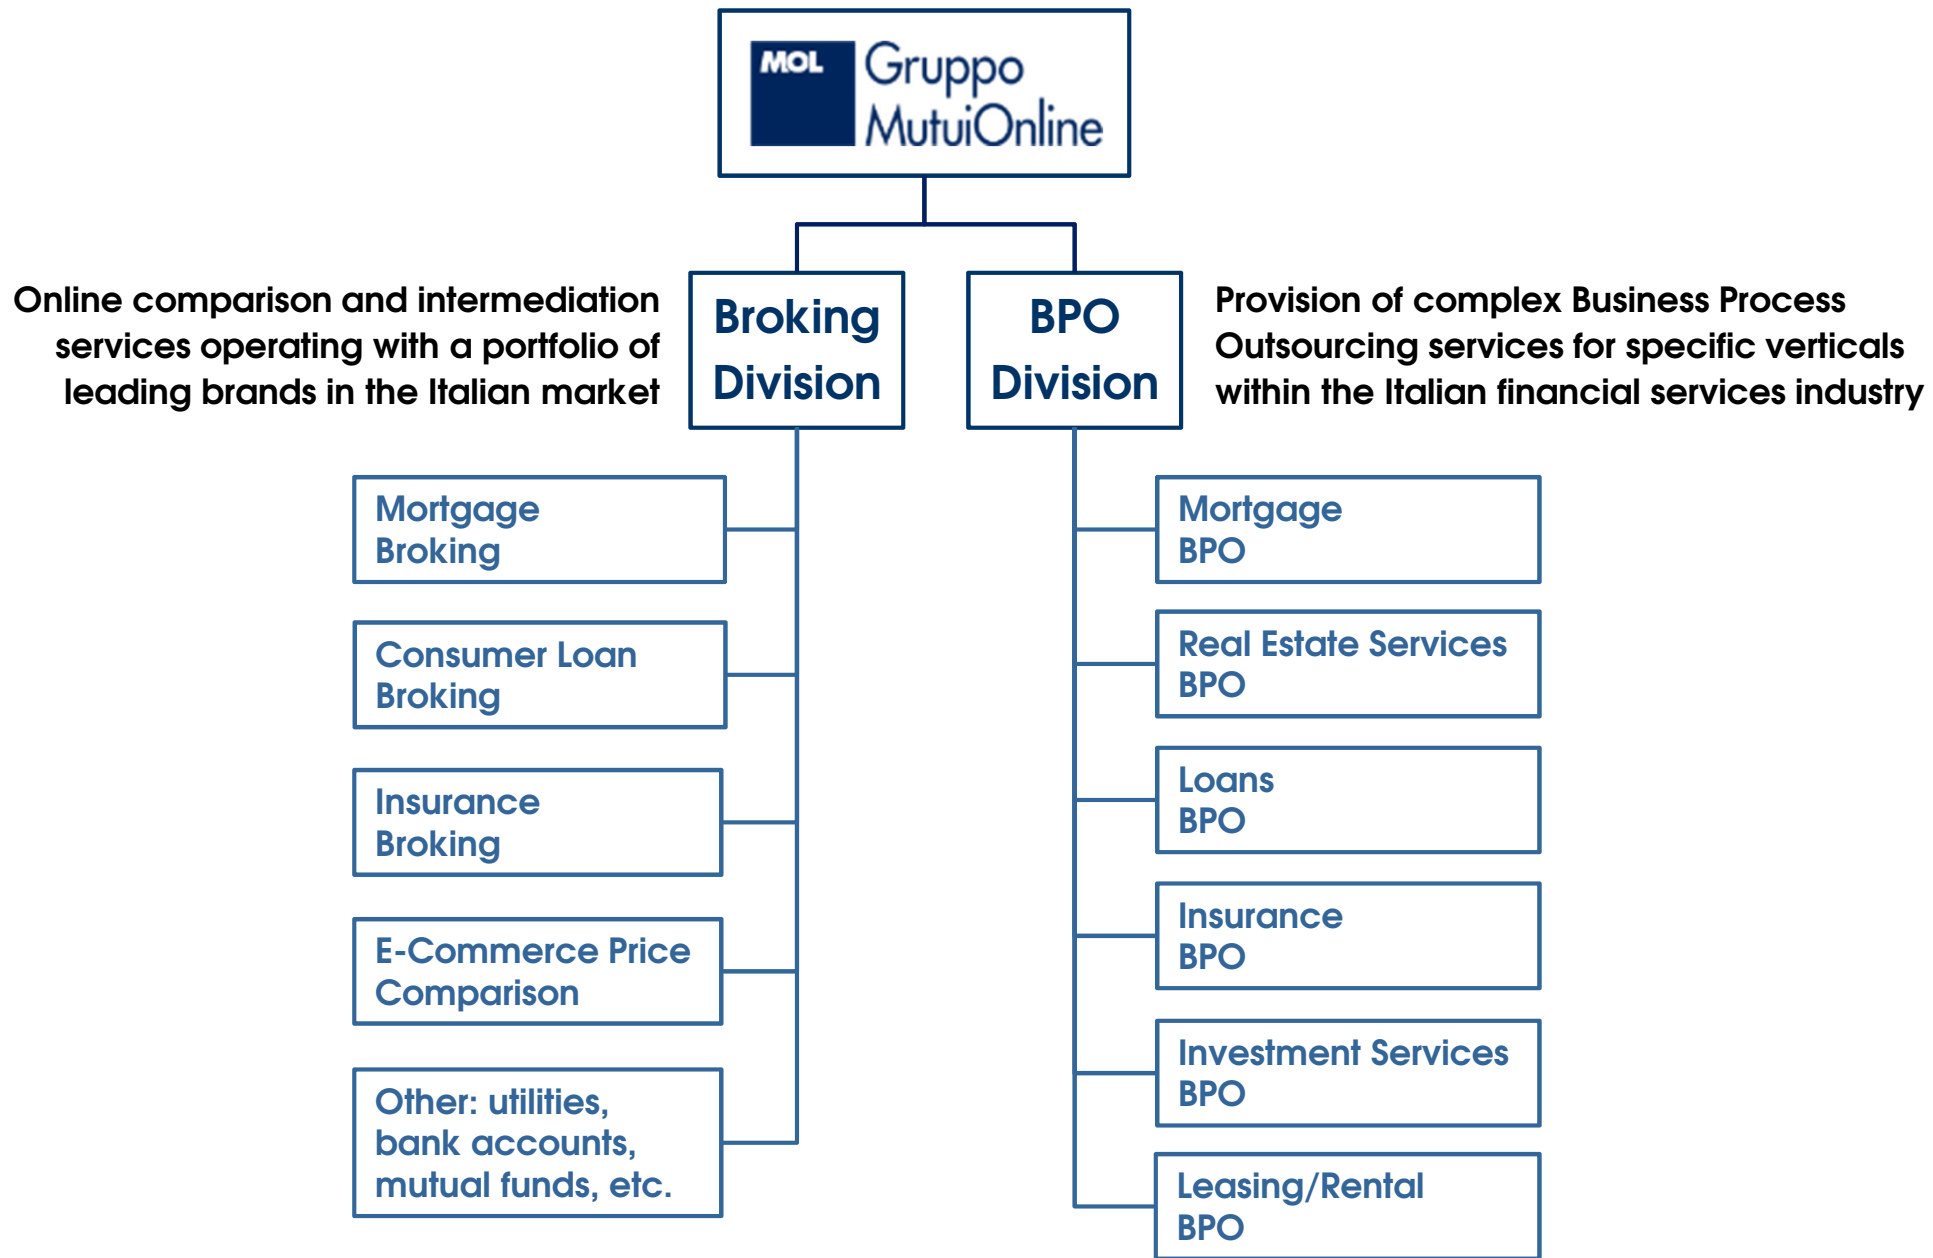 MOL
Gruppo
MutuiOnline
Online comparison and intermediation
services operating with a portfolio of
leading brands in the Italian market
Broking
Division
BPO
Division
Provision of complex Business Process
Outsourcing services for specific verticals
within the Italian financial services industry
Mortgage
Broking
Consumer Loan
Broking
Insurance
Broking
E-Commerce Price
Comparison
Other: utilities,
bank accounts,
mutual funds, etc.
Mortgage
BPO
Real Estate Services
BPO
Loans
BPO
Insurance
BPO
Investment Services
BPO
Leasing/Rental
BPO